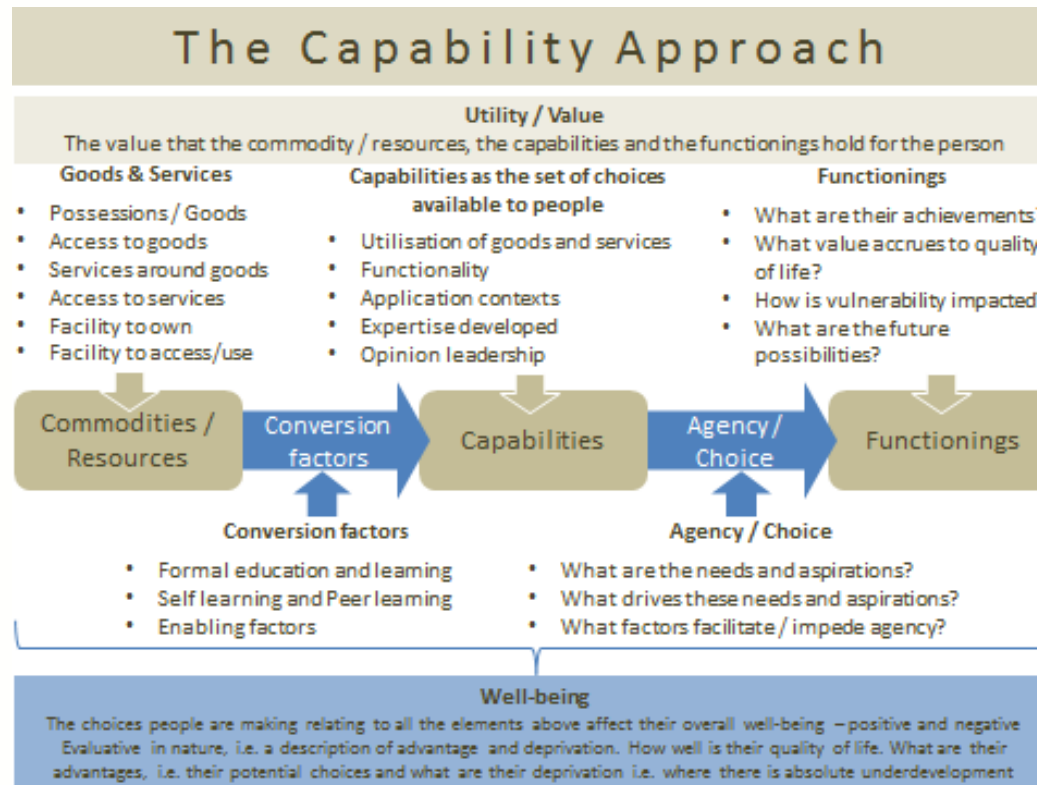 The Capability Approach
Utility / Value
The value that the commodity / resources, the capabilities and the functionings hold for the person
Goods & Services
• Possessions / Goods
• Access to goods
• Services around goods
• Access to services
• Facility to own
• Facility to access/use
Capabilities as the set of choices
available to people
• Utilisation of goods and services
• Functionality
• Application contexts
• Expertise developed
• Opinion leadership
Functionings
• What are their achievements?
• What value accrues to quality
of life?
• How is vulnerability impacted
• What are the future
possibilities?
Commodities /
Resources
Conversion
factors
Capabilities
Agency /
Choice
Functionings
Conversion factors
• Formal education and learning
• Self learning and Peer learning
• Enabling factors
Agency / Choice
• What are the needs and aspirations?
• What drives these needs and aspirations?
• What factors facilitate / impede agency?
Well-being
The choices people are making relating to all the elements above affect their overall well-being – positive and negative
Evaluative in nature, i.e. a description of advantage and deprivation. How well is their quality of life. What are their
advantages, i.e. their potential choices and what are their deprivation i.e. where there is absolute underdevelopment